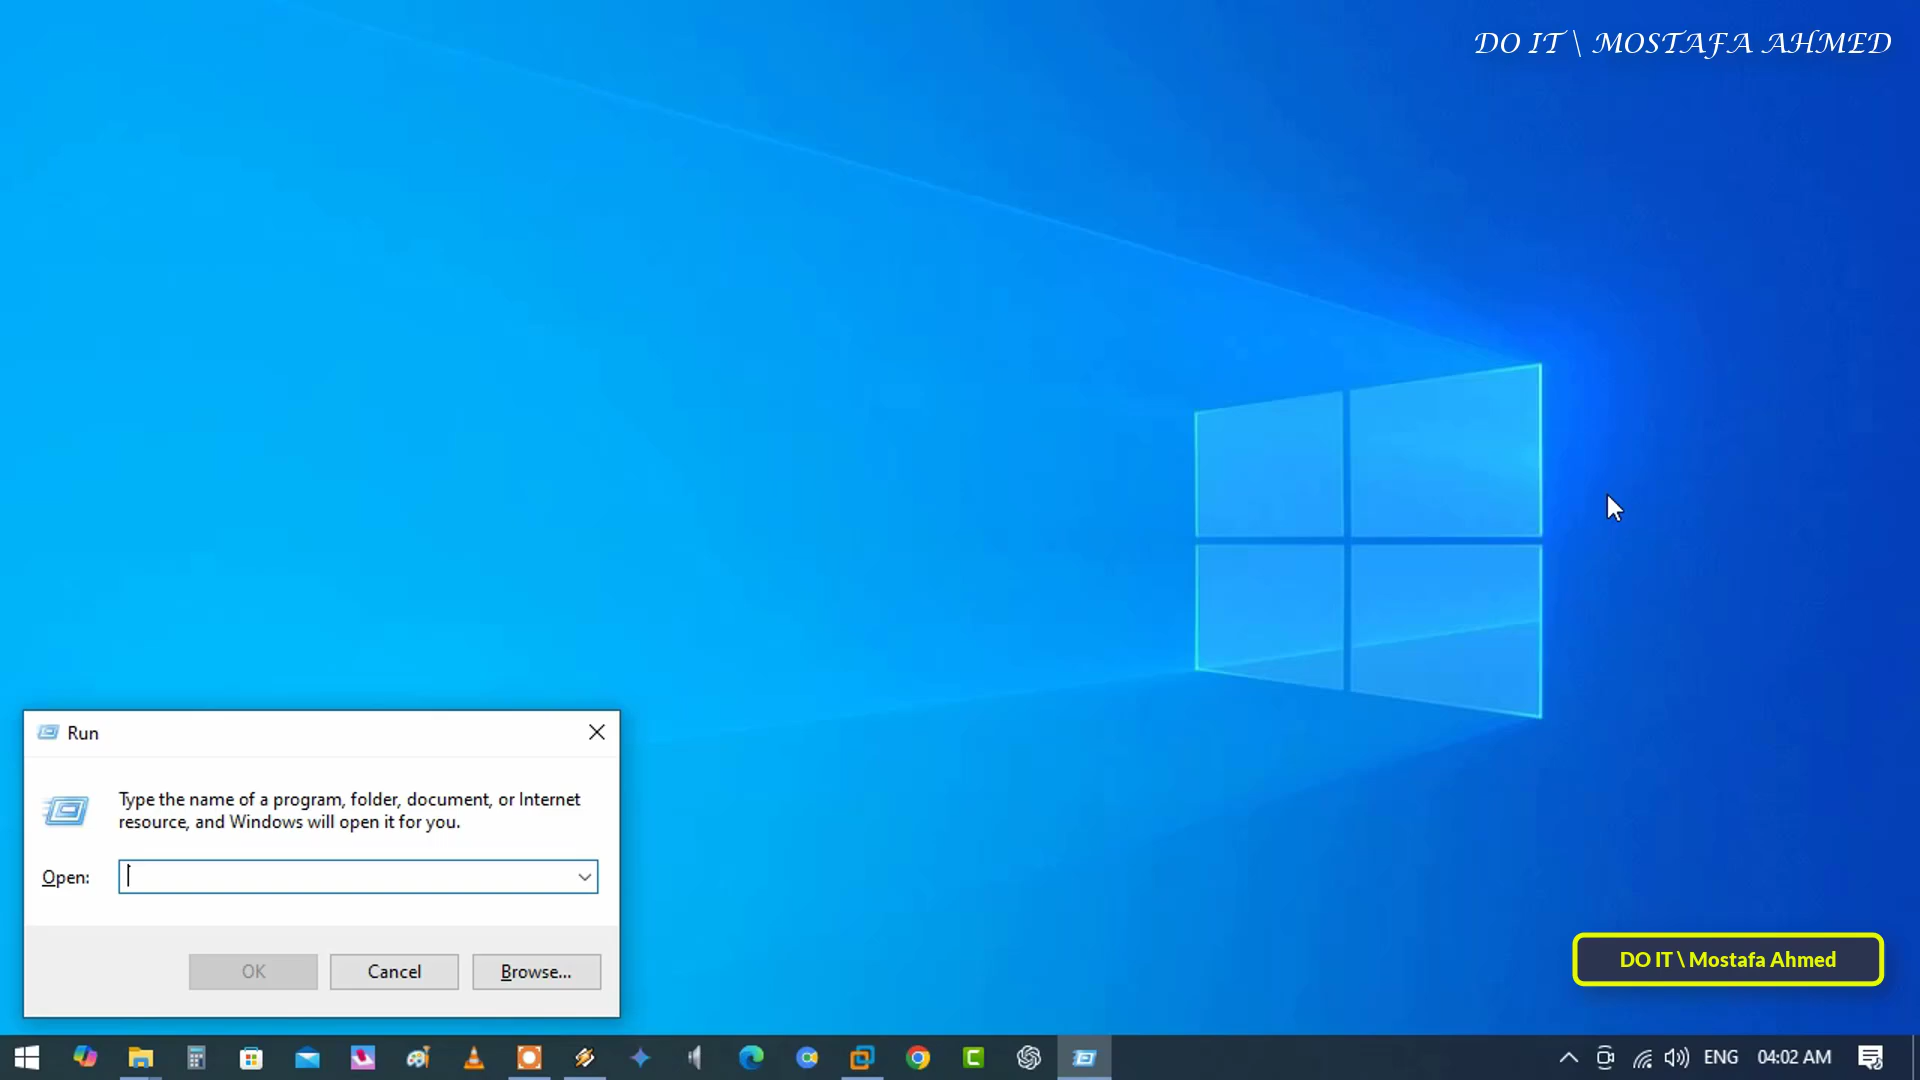 DO IT \ MOSTAFA AHMED
Run
Type the name of a program, folder, document, or Internet
resource, and Windows will open it for you.
Open:
OK
Cancel
Browse...
DO IT \ Mostafa Ahmed
ENG
04:02 AM